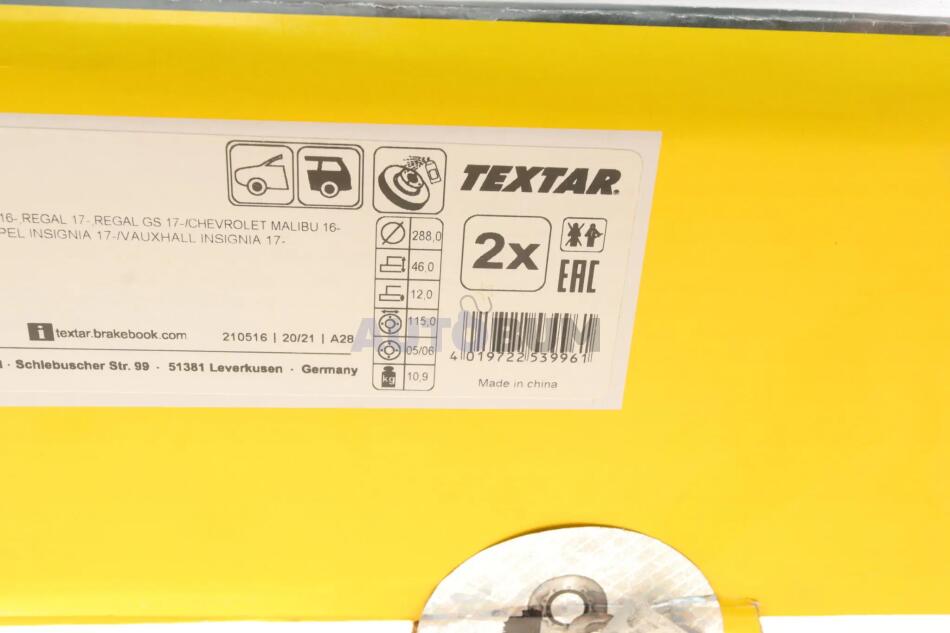 TEXTAR®
16-,REGAL 17-,REGAL GS 17-/CHEVROLET MALIBU 16-
PEL INSIGNIA 17-/VAUXHALL INSIGNIA 17-
288,0
46,0
12,0
115,0
05/06
kg 10,9
2x
EAC
i textar.brakebook.com
210516 | 20/21 | A28
· Schlebuscher Str. 99 · 51381 Leverkusen · Germany
4 019722 539961
Made in china